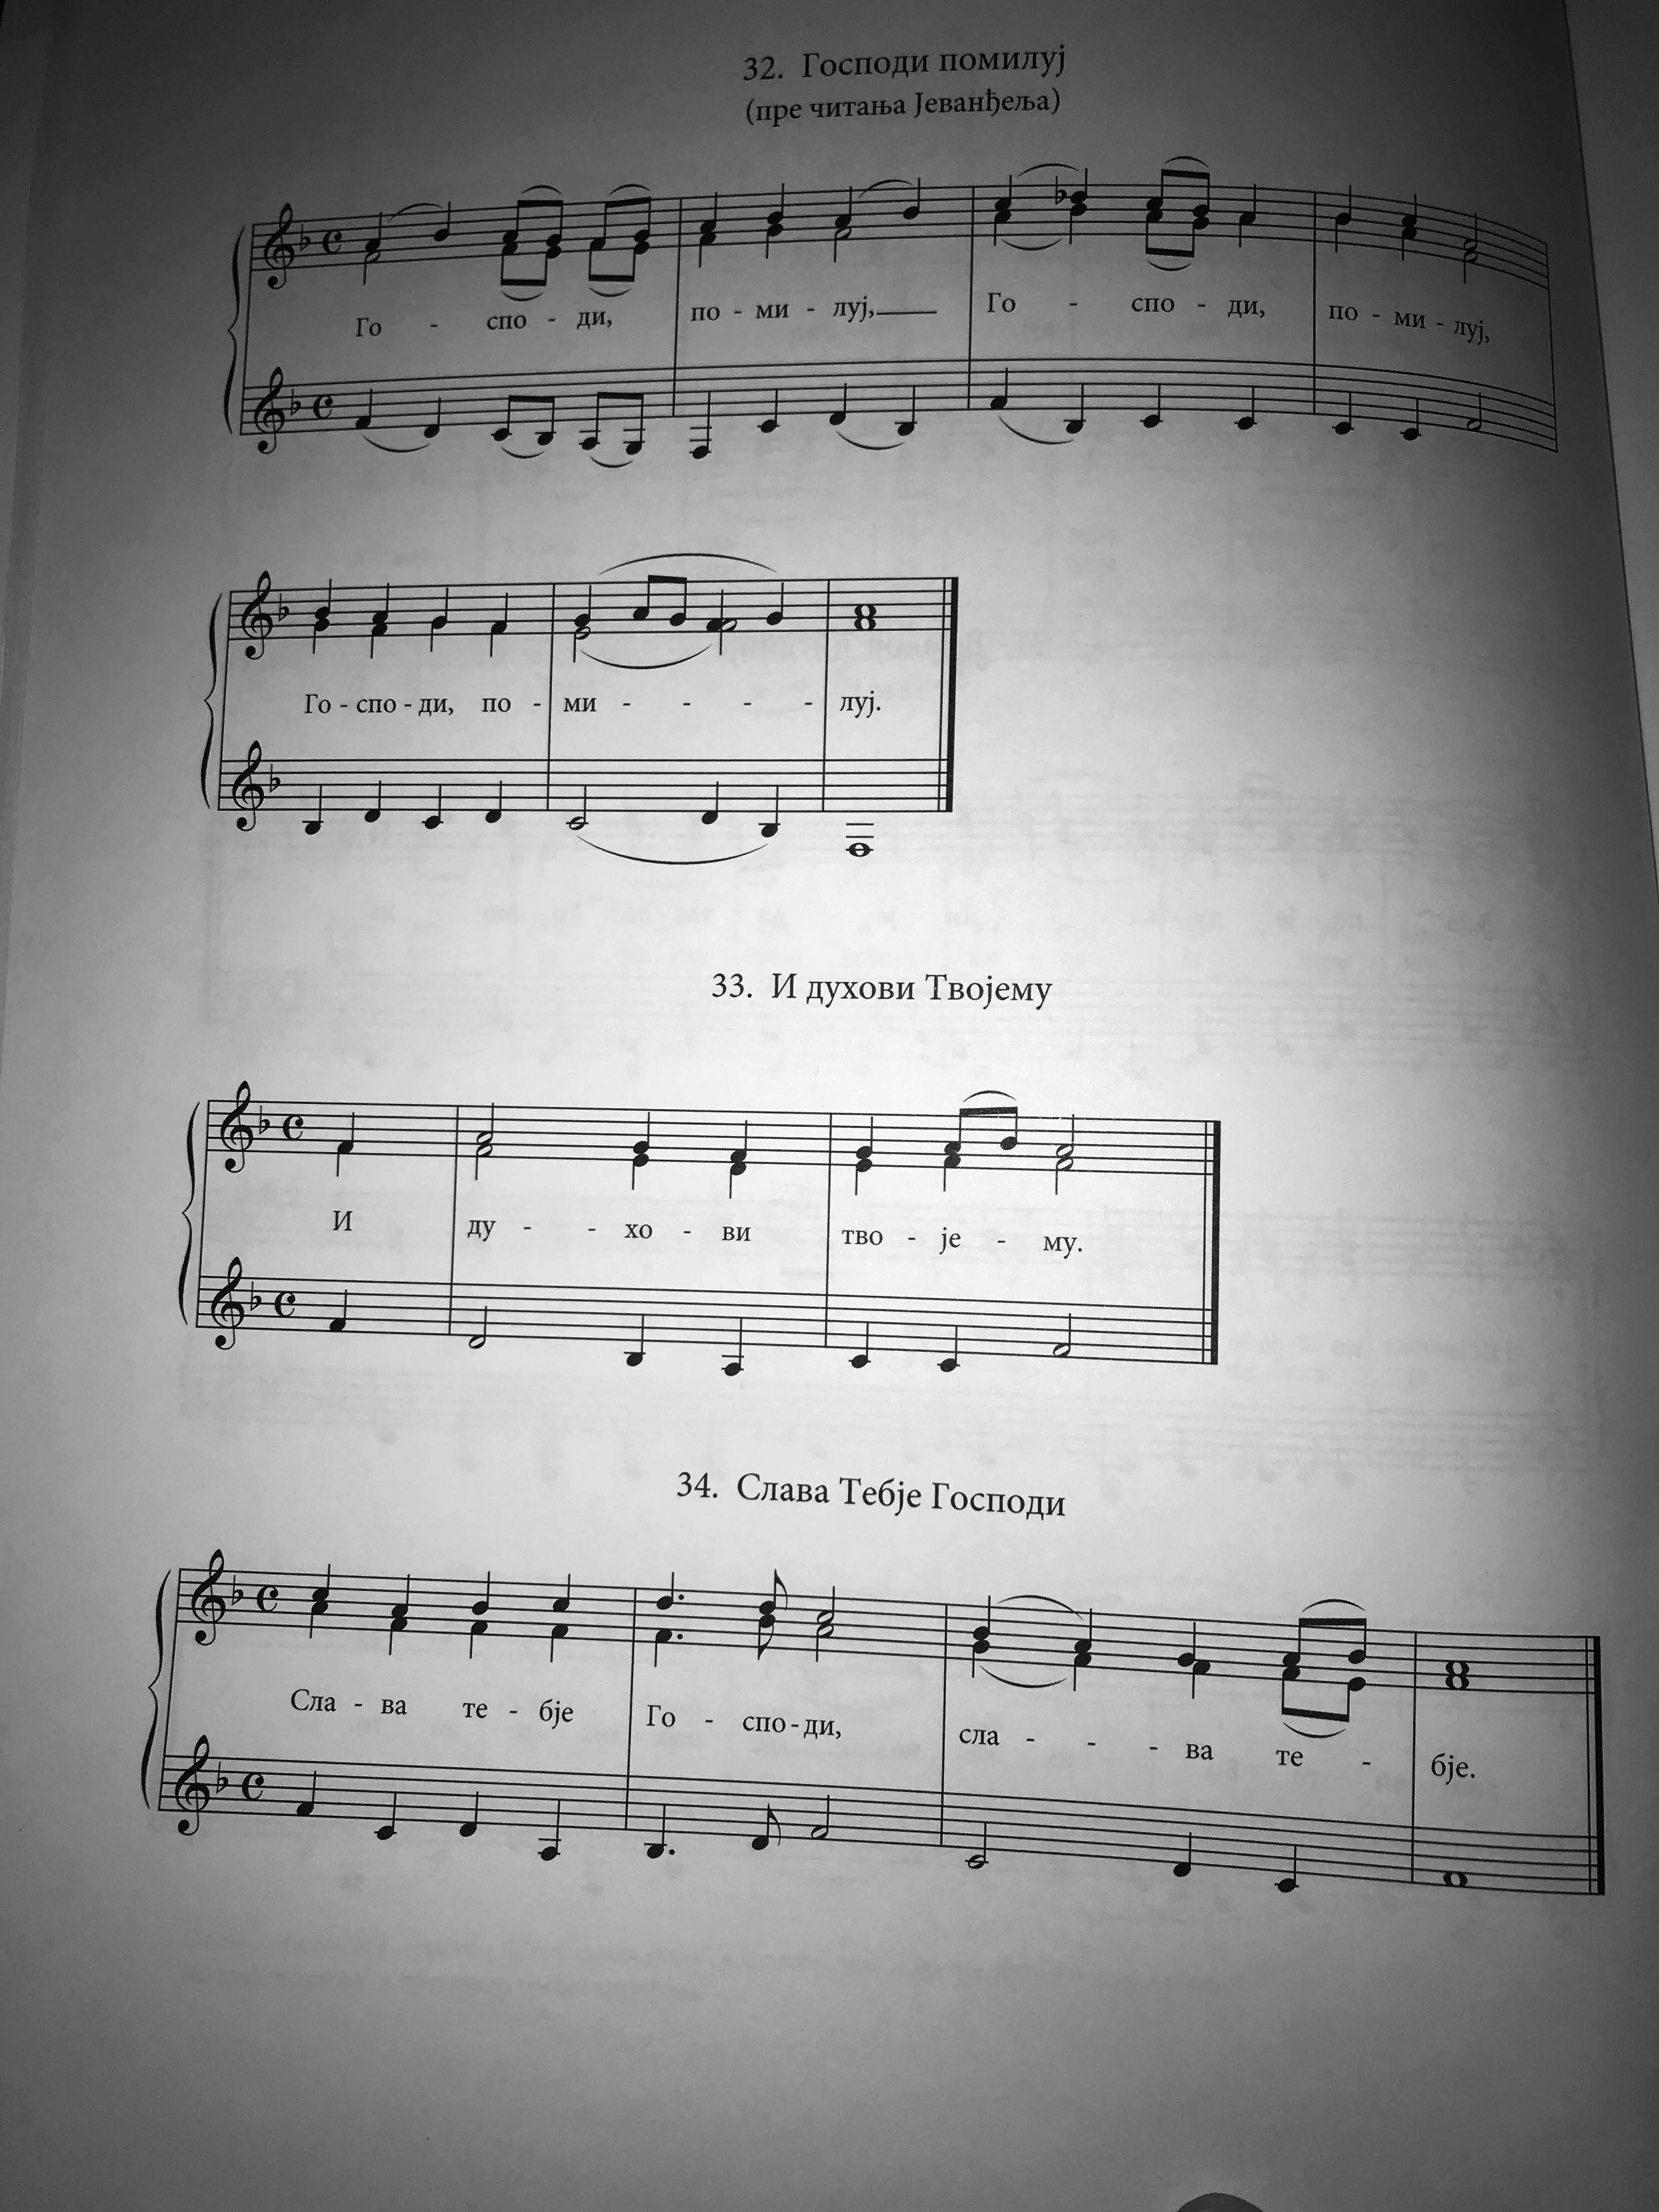 32. Господи помилуј
(пре читања Јеванђеља)
Го - спо - ди, по - ми - луј, Го - спо - ди, по - ми - луј,
Го - спо - ди, по - ми - - - - луј.
33. И духови Твојему
И ду - - хо - ви тво - је - му.
34. Слава Тебје Господи
Сла - ва те - бје Го - спо - ди, сла - - - ва те - бје.